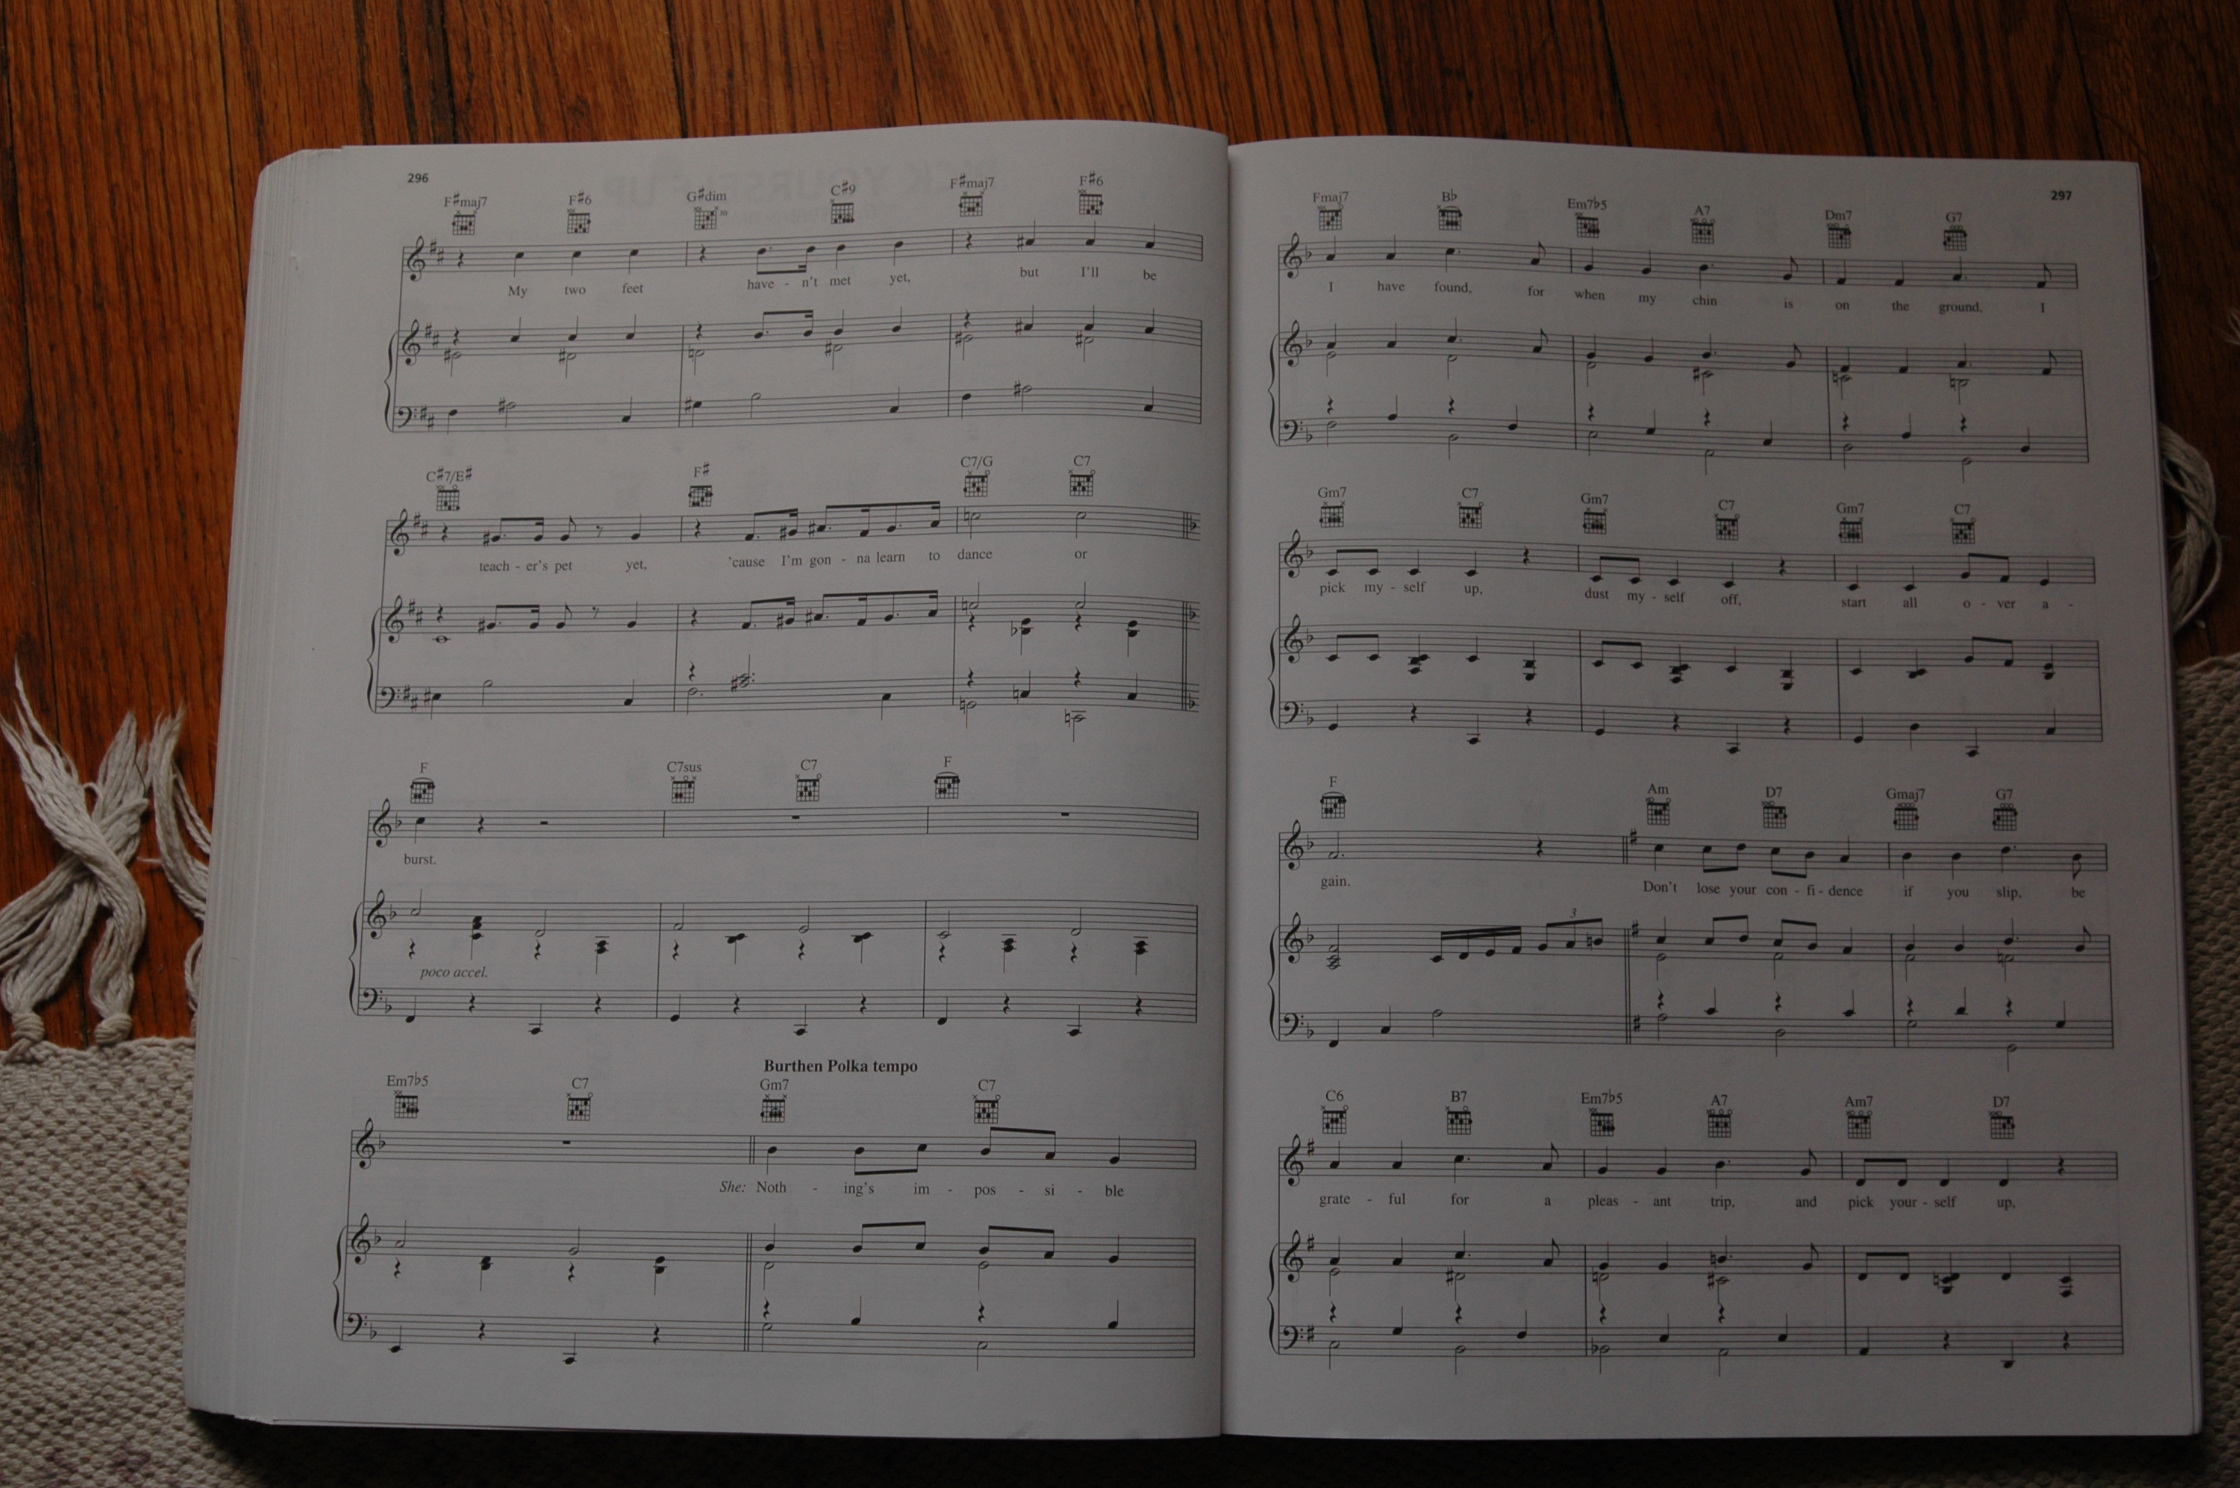 296
F♯maj7 F♯6 G♯dim C♯9 F♯maj7 F♯6
My two feet have - n't met yet, but I'll be
C♯7/E♯ F♯ C7/G C7
teach - er's pet yet, 'cause I'm gon - na learn to dance or
F C7sus C7 F
burst.
poco accel.
Burthen Polka tempo
Em7♭5 C7 Gm7 C7
She: Noth - ing's im - pos - si - ble
297
Fmaj7 B♭ Em7♭5 A7 Dm7 G7
I have found, for when my chin is on the ground, I
Gm7 C7 Gm7 C7 Gm7 C7
pick my - self up, dust my - self off, start all o - ver a -
F Am D7 Gmaj7 G7
gain. Don't lose your con - fi - dence if you slip, be
3
C6 B7 Em7♭5 A7 Am7 D7
grate - ful for a pleas - ant trip, and pick your - self up,